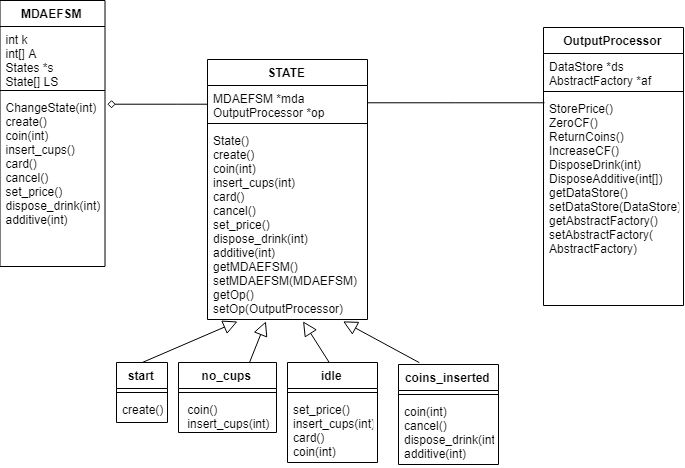 MDAEFSM
int k
int[] A
States *s
State[] LS
ChangeState(int)
create()
coin(int)
insert_cups()
card()
cancel()
set_price()
dispose_drink(int)
additive(int)
STATE
MDAEFSM *mda
OutputProcessor *op
State()
create()
coin(int)
insert_cups(int)
card()
cancel()
set_price()
dispose_drink(int)
additive(int)
getMDAEFSM()
setMDAEFSM(MDAEFSM)
getOp()
setOp(OutputProcessor)
OutputProcessor
DataStore *ds
AbstractFactory *af
StorePrice()
ZeroCF()
ReturnCoins()
IncreaseCF()
DisposeDrink(int)
DisposeAdditive(int[])
getDataStore()
setDataStore(DataStore)
getAbstractFactory()
setAbstractFactory(
AbstractFactory)
start
create()
no_cups
coin()
insert_cups(int)
idle
set_price()
insert_cups(int)
card()
coin(int)
coins_inserted
coin(int)
cancel()
dispose_drink(int
additive(int)